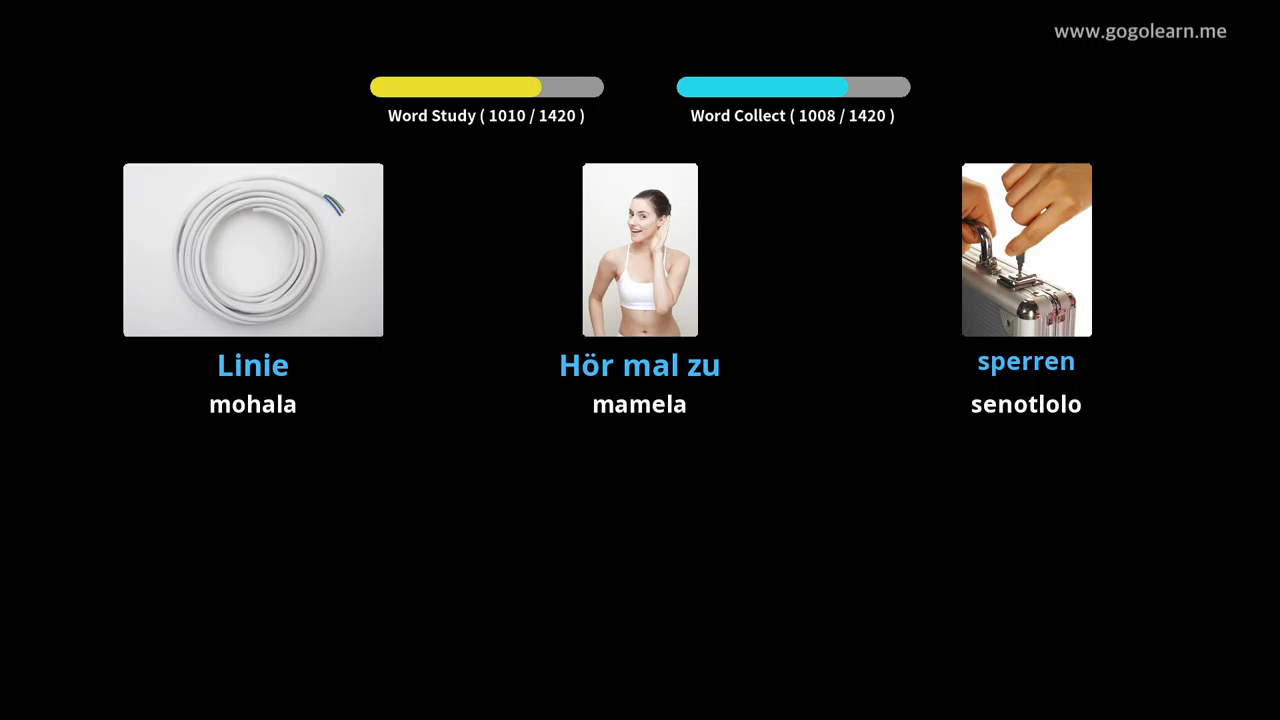 www.gogolearn.me
Word Study ( 1010 / 1420 )
Word Collect ( 1008 / 1420 )
Linie
mohala
Hör mal zu
mamela
sperren
senotlolo